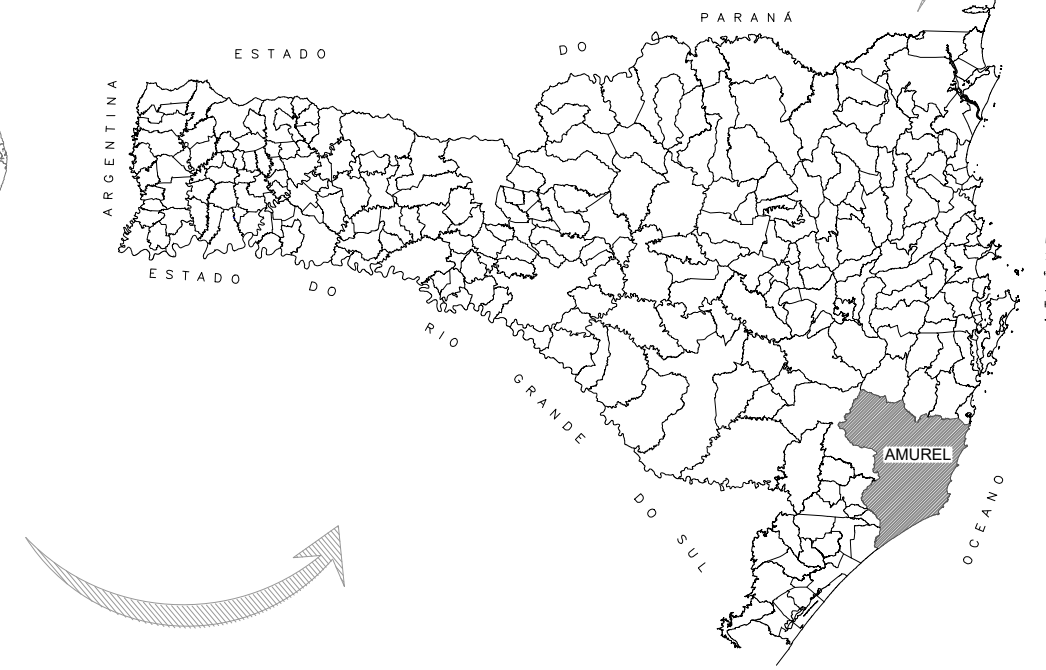 PARANÁ
ESTADO
DO
ARGENTINA
ESTADO
DO
RIO
GRANDE
DO
SUL
AMUREL
OCEANO